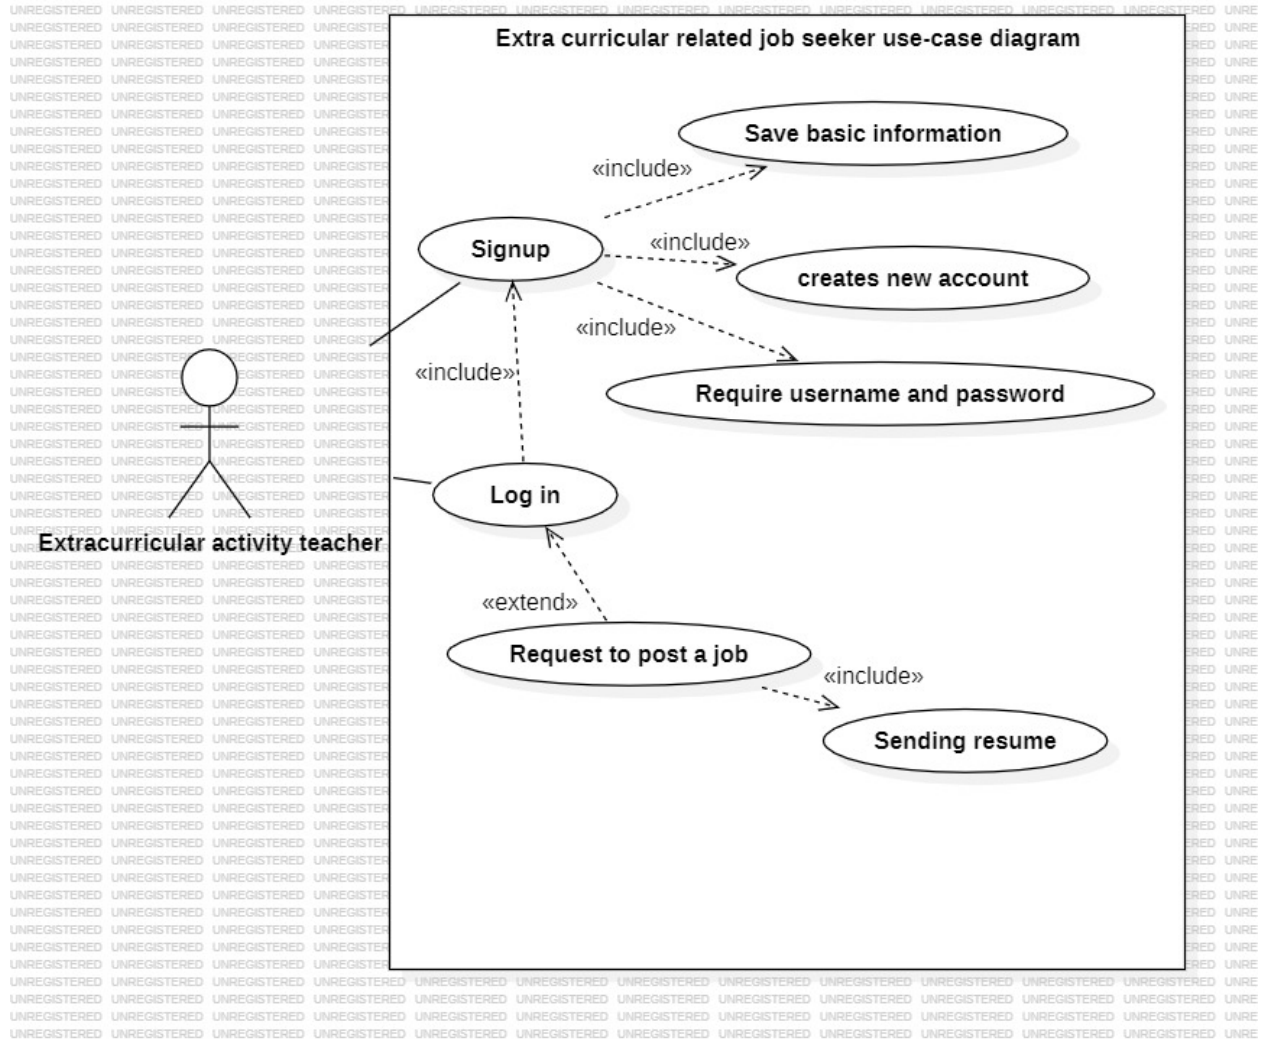 Extra curricular related job seeker use-case diagram
Save basic information
«include»
Signup
«include»
creates new account
«include»
«include»
Require username and password
Log in
Extracurricular activity teacher
«extend»
Request to post a job
«include»
Sending resume
UNREGISTERED